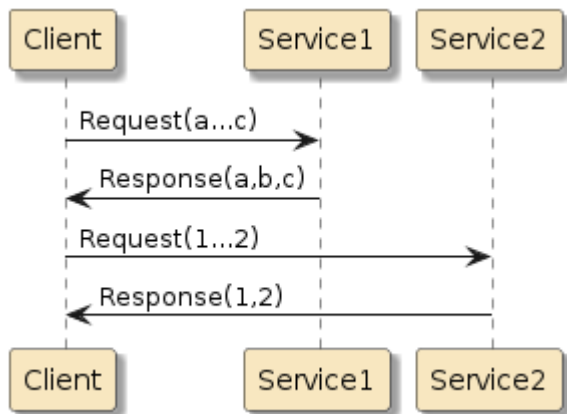 Client Service1 Service2
Request(a...c)
Response(a,b,c)
Request(1...2)
Response(1,2)
Client Service1 Service2